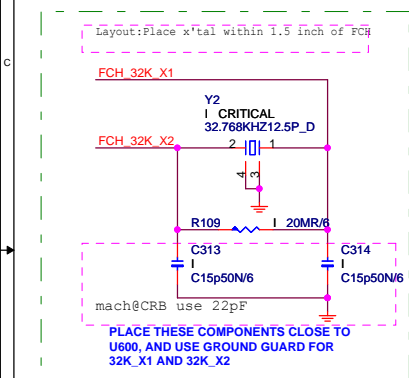 Layout:Place x'tal within 1.5 inch of FCH
C
FCH_32K_X1
Y2
I CRITICAL
32.768KHZ12.5P_D
FCH_32K_X2
2 1
4 3
R109 I 20MR/6
C313 C314
I I
C15p50N/6 C15p50N/6
mach@CRB use 22pF
PLACE THESE COMPONENTS CLOSE TO
U600, AND USE GROUND GUARD FOR
32K_X1 AND 32K_X2